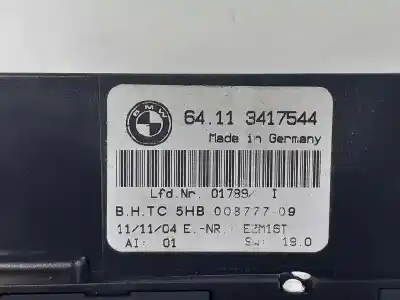 BMW
64.11 3417544
Made in Germany
Lfd.Nr. 01789/ I
B.H.TC 5HB 008777-09
11/11/04 E.-NR.: EZM16T
AI: 01 Sw: 19.0